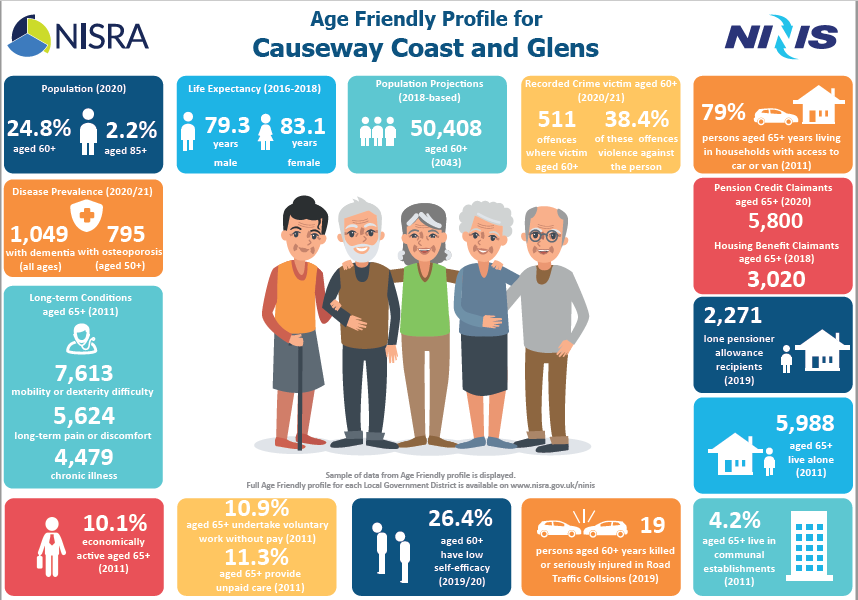 NISRA
Age Friendly Profile for
Causeway Coast and Glens
NINIS
Population (2020)
24.8%
aged 60+
2.2%
aged 85+
Life Expectancy (2016-2018)
79.3
years
male
83.1
years
female
Population Projections
(2018-based)
50,408
aged 60+
(2043)
Recorded Crime victim aged 60+
(2020/21)
511
offences
where victim
aged 60+
38.4%
of these offences
violence against
the person
79%
persons aged 65+ years living
in households with access to
car or van (2011)
Disease Prevalence (2020/21)
1,049
with dementia
(all ages)
795
with osteoporosis
(aged 50+)
Pension Credit Claimants
aged 65+ (2020)
5,800
Housing Benefit Claimants
aged 65+ (2018)
3,020
Long-term Conditions
aged 65+ (2011)
7,613
mobility or dexterity difficulty
5,624
long-term pain or discomfort
4,479
chronic illness
2,271
lone pensioner
allowance
recipients
(2019)
5,988
aged 65+
live alone
(2011)
Sample of data from Age Friendly profile is displayed.
Full Age Friendly profile for each Local Government District is available on www.nisra.gov.uk/ninis
10.1%
economically
active aged 65+
(2011)
10.9%
aged 65+ undertake voluntary
work without pay (2011)
11.3%
aged 65+ provide
unpaid care (2011)
26.4%
aged 60+
have low
self-efficacy
(2019/20)
19
persons aged 60+ years killed
or seriously injured in Road
Traffic Collsions (2019)
4.2%
aged 65+ live in
communal
establishments
(2011)